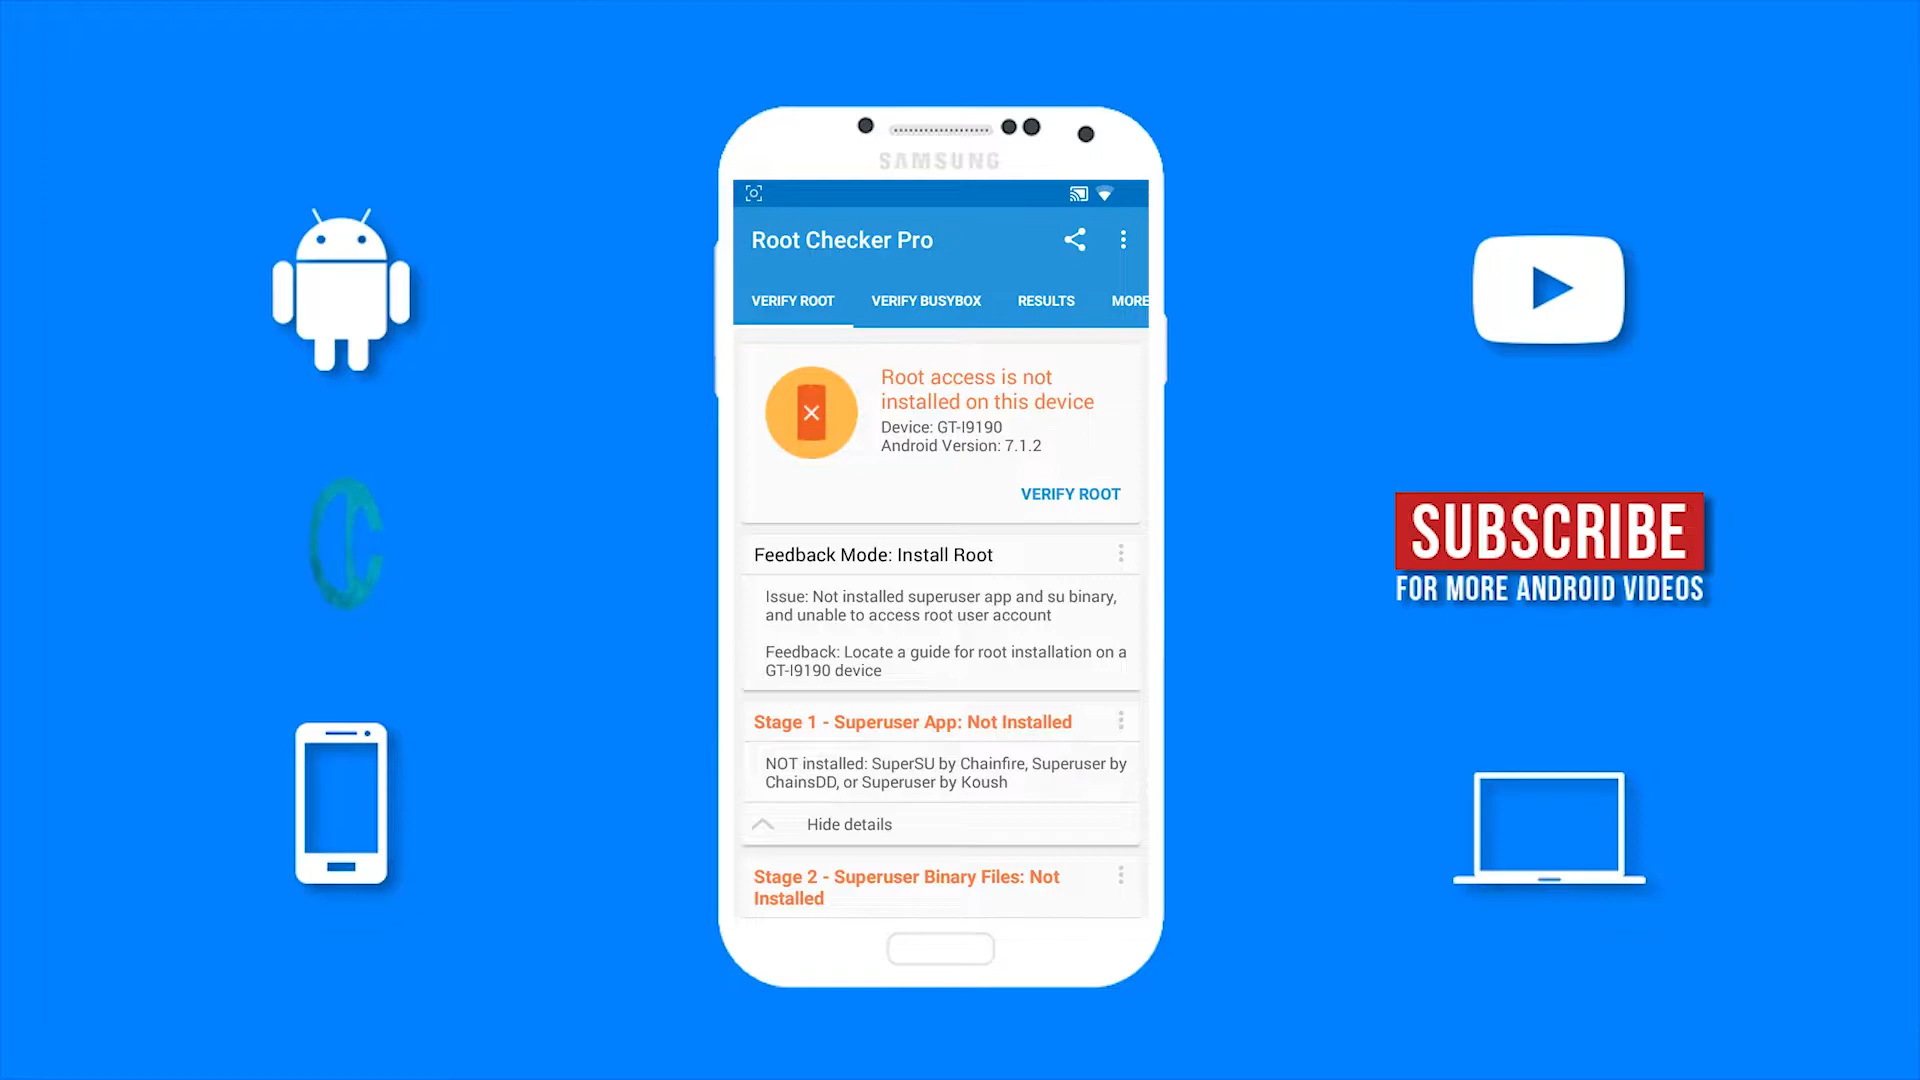 SAMSUNG
Root Checker Pro
VERIFY ROOT VERIFY BUSYBOX RESULTS MORE
Root access is not
installed on this device
Device: GT-I9190
Android Version: 7.1.2
VERIFY ROOT
Feedback Mode: Install Root
Issue: Not installed superuser app and su binary,
and unable to access root user account
Feedback: Locate a guide for root installation on a
GT-I9190 device
Stage 1 - Superuser App: Not Installed
NOT installed: SuperSU by Chainfire, Superuser by
ChainsDD, or Superuser by Koush
Hide details
Stage 2 - Superuser Binary Files: Not
Installed
SUBSCRIBE
FOR MORE ANDROID VIDEOS